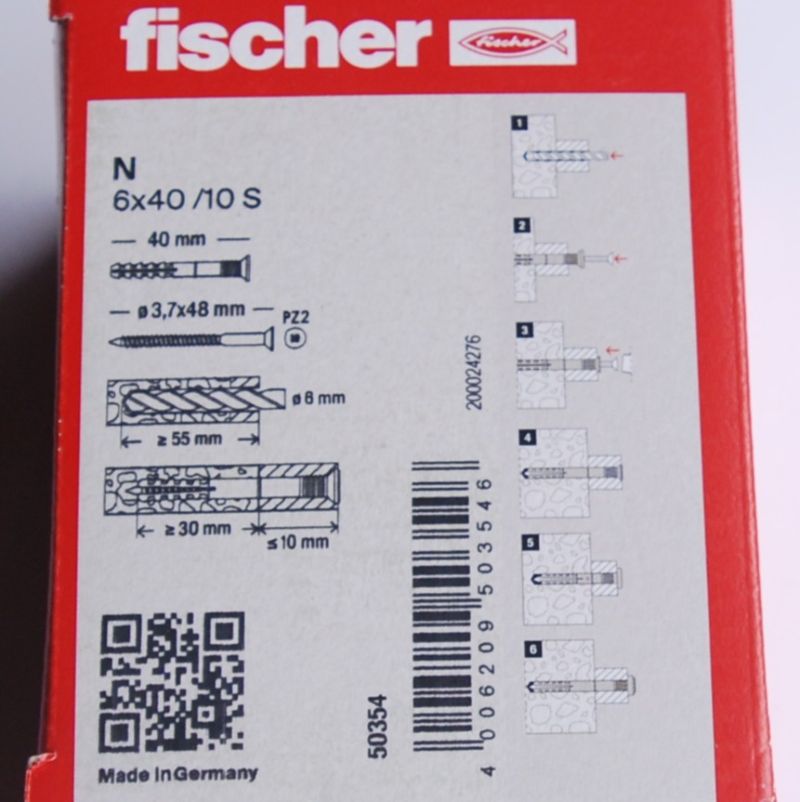 fischer
fischer
N
6x40 /10 S
40 mm
ø 3,7x48 mm
PZ2
ø 6 mm
≥ 55 mm
≥ 30 mm
≤ 10 mm
Made in Germany
50354
4 006209 503546
200024276
1
2
3
4
5
6